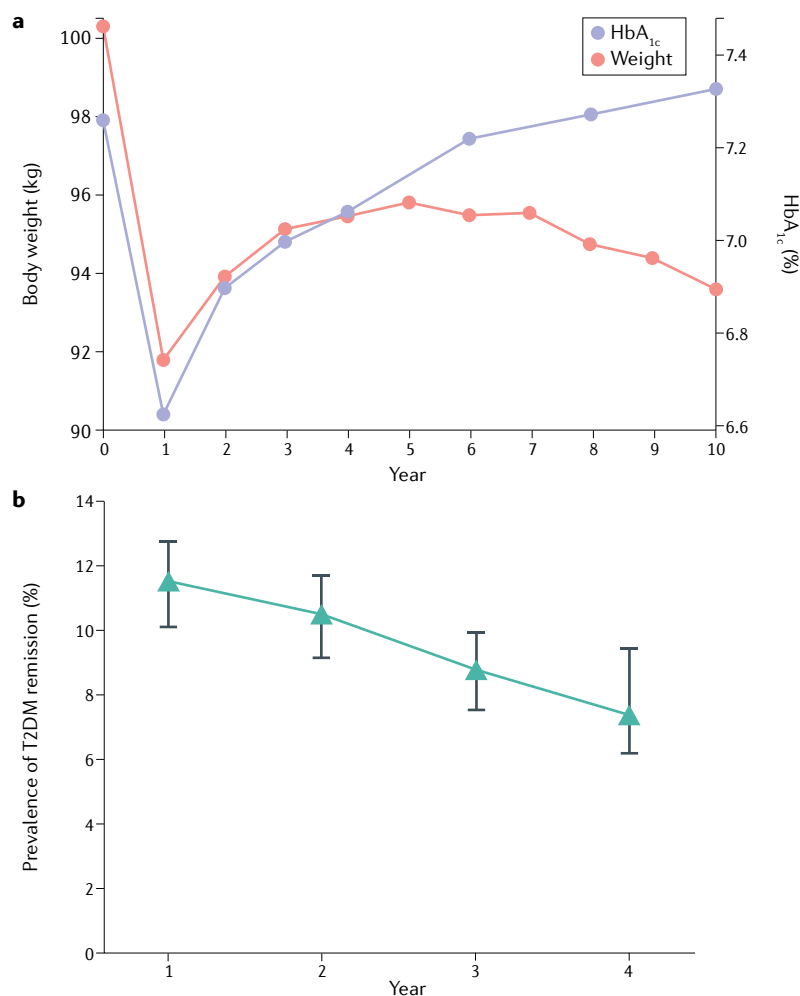 a
HbA1c
Weight
100
98
96
94
92
90
Body weight (kg)
7.4
7.2
7.0
6.8
6.6
HbA1c (%)
0 1 2 3 4 5 6 7 8 9 10
Year
b
14
12
10
8
6
4
2
0
Prevalence of T2DM remission (%)
1 2 3 4
Year